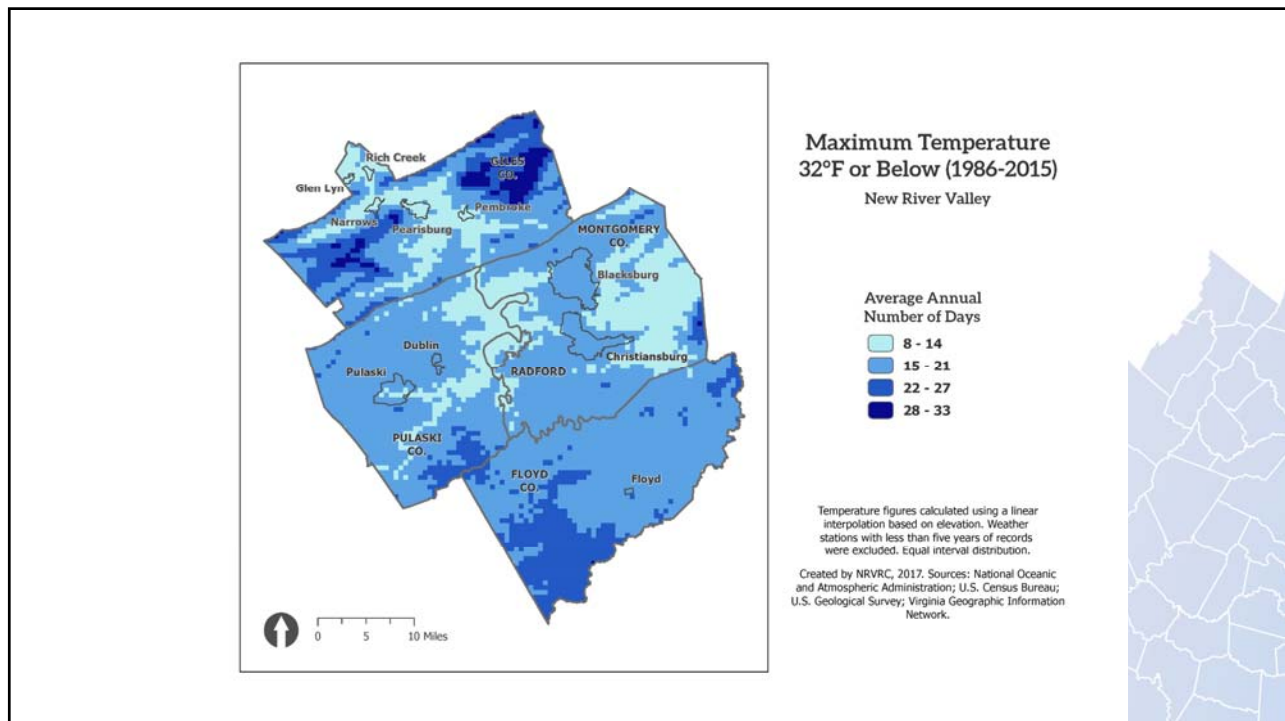 Rich Creek
GILES
CO.
Glen Lyn
Narrows
Pembroke
Pearisburg
MONTGOMERY
CO.
Blacksburg
Dublin
Christiansburg
Pulaski
RADFORD
PULASKI
CO.
FLOYD
CO.
Floyd
0 5 10 Miles
Maximum Temperature
32°F or Below (1986-2015)
New River Valley
Average Annual
Number of Days
8 - 14
15 - 21
22 - 27
28 - 33
Temperature figures calculated using a linear
interpolation based on elevation. Weather
stations with less than five years of records
were excluded. Equal interval distribution.
Created by NRVRC, 2017. Sources: National Oceanic
and Atmospheric Administration; U.S. Census Bureau;
U.S. Geological Survey; Virginia Geographic Information
Network.